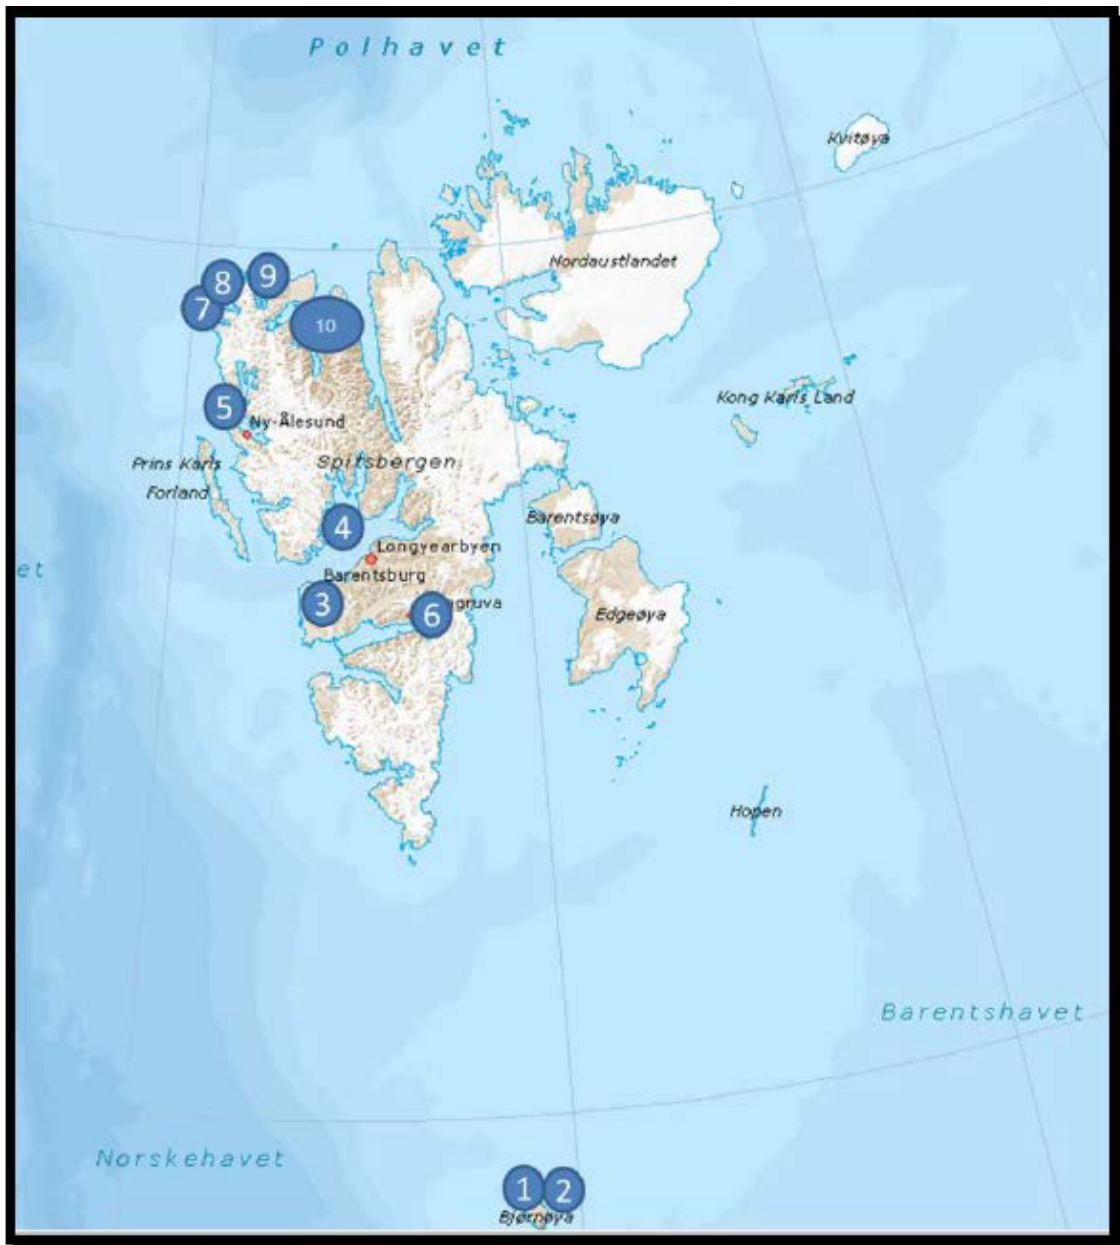 Polhavet
Kvitøya
Nordaustlandet
9
8
7
10
Kong Karls Land
5
Ny-Ålesund
Prins Karls
Forland
Spitsbergen
Barentsøya
4
Longyearbyen
et
Barentsburg
3
6
gruva
Edgeøya
Hopen
Barentshavet
Norskehavet
1
2
Bjørnøya